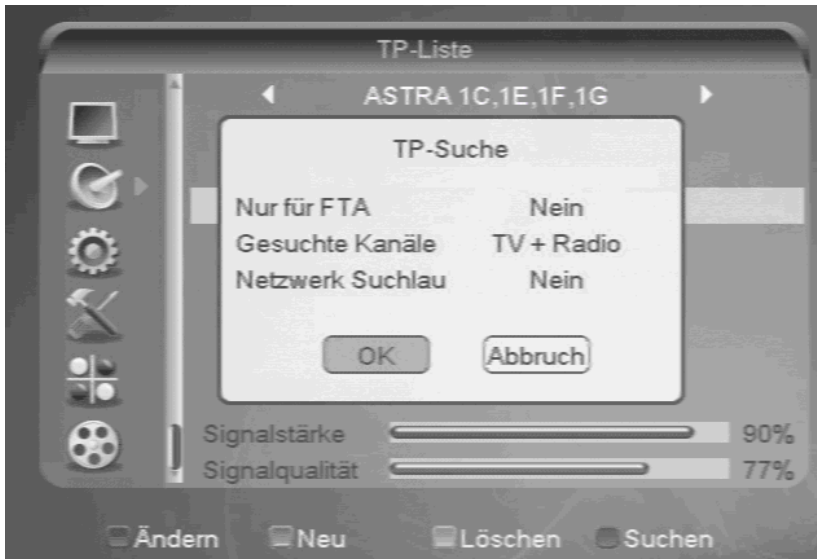 TP-Liste
ASTRA 1C,1E,1F,1G
TP-Suche
Nur für FTA Nein
Gesuchte Kanäle TV + Radio
Netzwerk Suchlau Nein
OK Abbruch
Signalstärke 90%
Signalqualität 77%
Ändern Neu Löschen Suchen